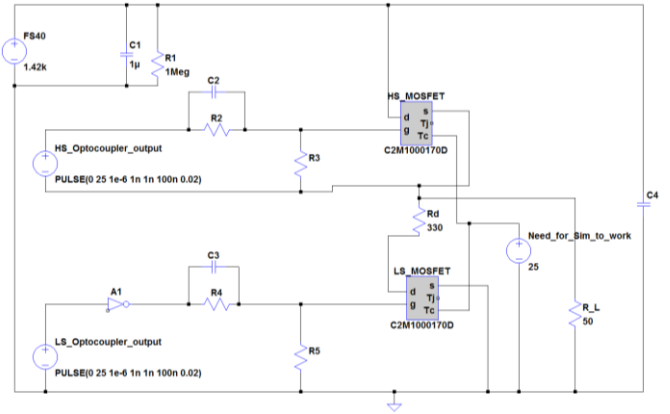 FS40
1.42k
C1
1µ
R1
1Meg
C2
R2
HS_Optocoupler_output
PULSE(0 25 1e-6 1n 1n 100n 0.02)
R3
HS_MOSFET
d
g
s
Tj
Tc
C2M1000170D
C4
Rd
330
Need_for_Sim_to_work
25
C3
R4
A1
LS_MOSFET
d
g
s
Tj
Tc
C2M1000170D
R_L
50
LS_Optocoupler_output
PULSE(0 25 1e-6 1n 1n 100n 0.02)
R5